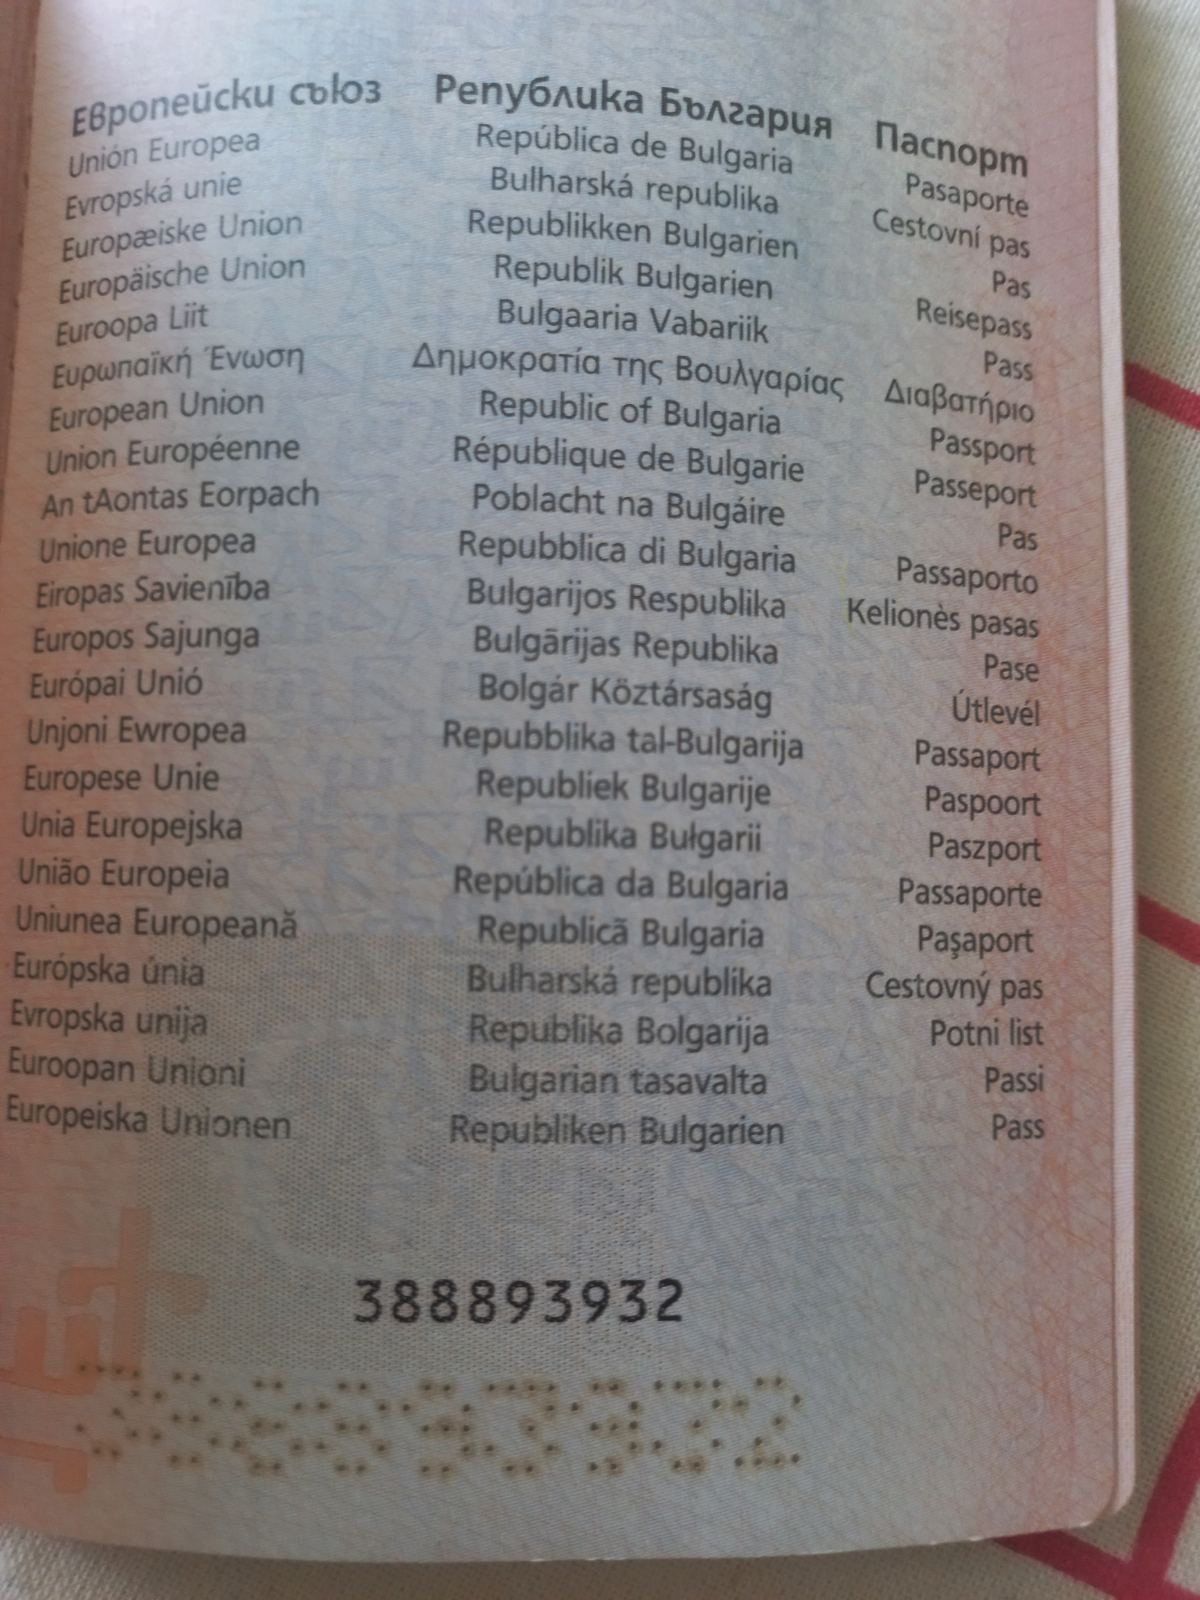 Европейски съюз Република България Паспорт
Unión Europea República de Bulgaria Pasaporte
Evropská unie Bulharská republika Cestovní pas
Europæiske Union Republikken Bulgarien Pas
Europäische Union Republik Bulgarien Reisepass
Euroopa Liit Bulgaaria Vabariik Pass
Ευρωπαϊκή Ένωση Δημοκρατία της Βουλγαρίας Διαβατήριο
European Union Republic of Bulgaria Passport
Union Européenne République de Bulgarie Passeport
An tAontas Eorpach Poblacht na Bulgáire Pas
Unione Europea Repubblica di Bulgaria Passaporto
Eiropas Savienība Bulgarijos Respublika Kelionès pasas
Europos Sajunga Bulgārijas Republika Pase
Európai Unió Bolgár Köztársaság Útlevél
Unjoni Ewropea Repubblika tal-Bulgarija Passaport
Europese Unie Republiek Bulgarije Paspoort
Unia Europejska Republika Bułgarii Paszport
União Europeia República da Bulgaria Passaporte
Uniunea Europeană Republică Bulgaria Paşaport
Európska únia Bulharská republika Cestovný pas
Evropska unija Republika Bolgarija Potni list
Euroopan Unioni Bulgarian tasavalta Passi
Europeiska Unionen Republiken Bulgarien Pass
388893932
388893932